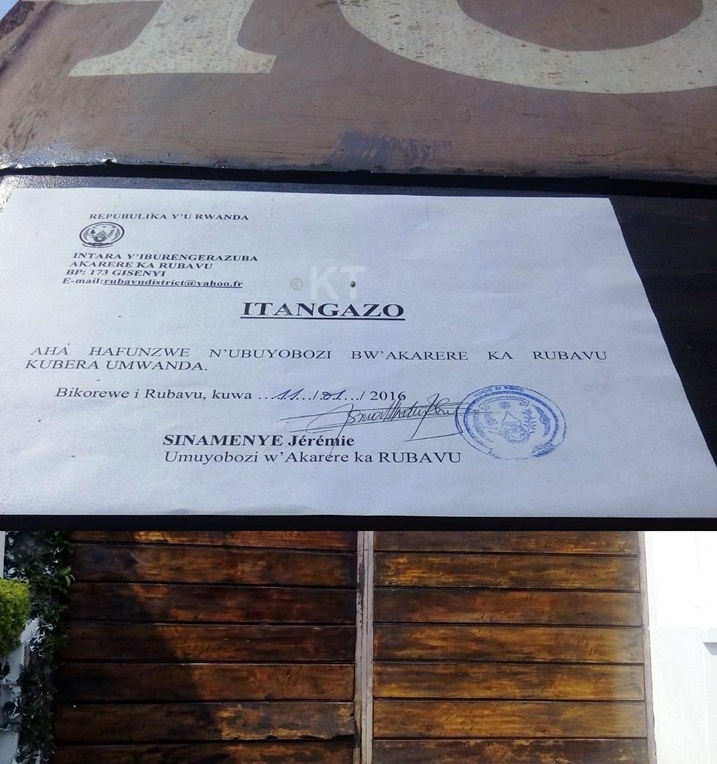 10
REPUBULIKA Y'U RWANDA
INTARA Y'IBURENGERAZUBA
AKARERE KA RUBAVU
BP: 173 GISENYI
E-mail:rubavudistrict@yahoo.fr
KT
ITANGAZO
AHA HAFUNZWE N'UBUYOBOZI BW'AKARERE KA RUBAVU
KUBERA UMWANDA.
Bikorewe i Rubavu, kuwa ...11.../01.../ 2016
SINAMENYE Jérémie
Umuyobozi w'Akarere ka RUBAVU